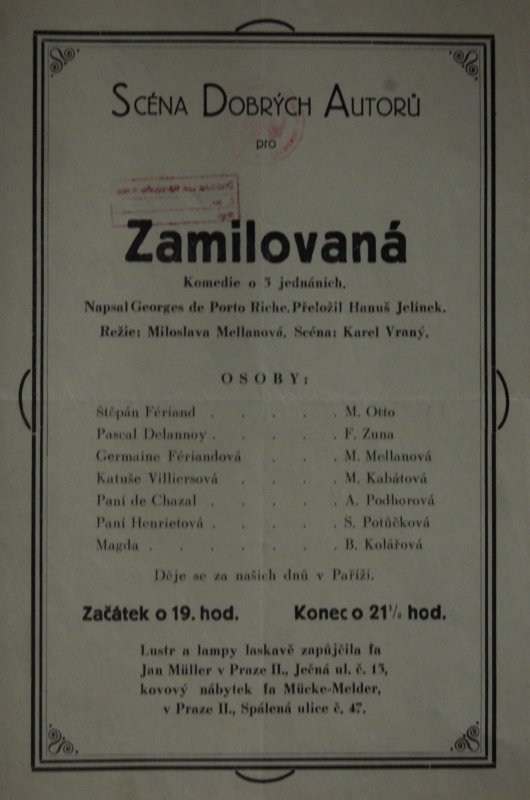 Scéna Dobrých Autorů
pro
Zamilovaná
Komedie o 3 jednáních.
Napsal Georges de Porto Riche. Přeložil Hanuš Jelínek.
Režie: Miloslava Mellanová. Scéna: Karel Vraný.
OSOBY:
Štěpán Fériand . . . . . M. Otto
Pascal Delannoy . . . . . F. Zuna
Germaine Fériandová . . . M. Mellanová
Katuše Villiersová . . . . M. Kabátová
Paní de Chazal . . . . . A. Podhorová
Paní Henrietová . . . . . S. Potůčková
Magda . . . . . . . B. Kolářová
Děje se za našich dnů v Paříži.
Začátek o 19. hod. Konec o 21½ hod.
Lustr a lampy laskavě zapůjčila fa
Jan Müller v Praze II., Ječná ul. č. 13,
kovový nábytek fa Mücke-Melder,
v Praze II., Spálená ulice č. 47.